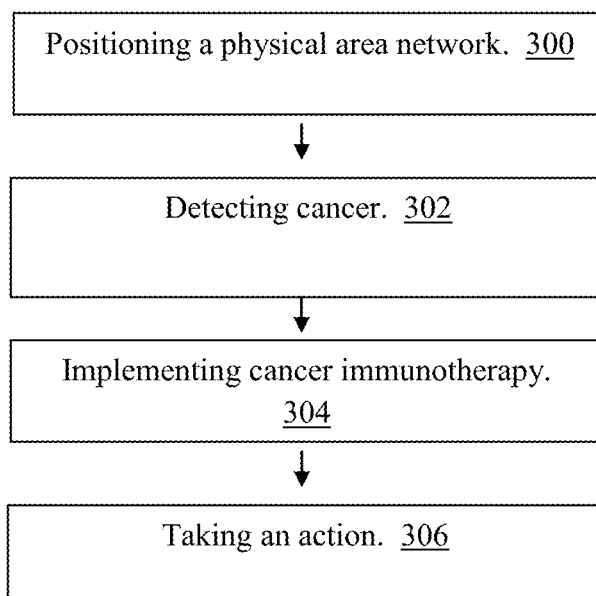 Positioning a physical area network. 300
Detecting cancer. 302
Implementing cancer immunotherapy.
304
Taking an action. 306